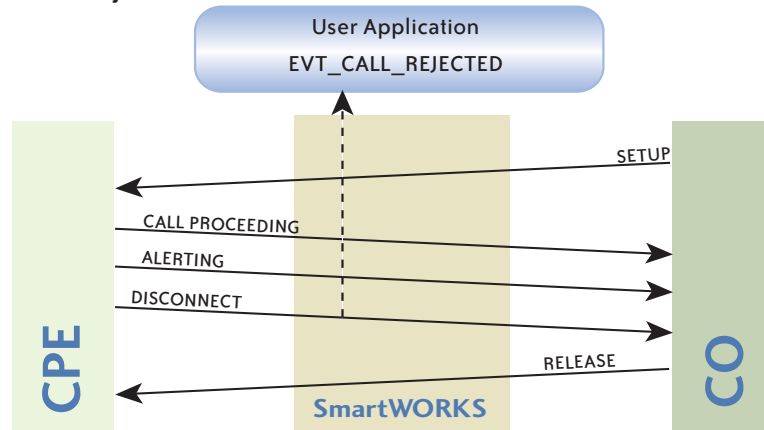 User Application
EVT_CALL_REJECTED
SETUP
CALL PROCEEDING
ALERTING
DISCONNECT
RELEASE
CPE
SmartWORKS
CO